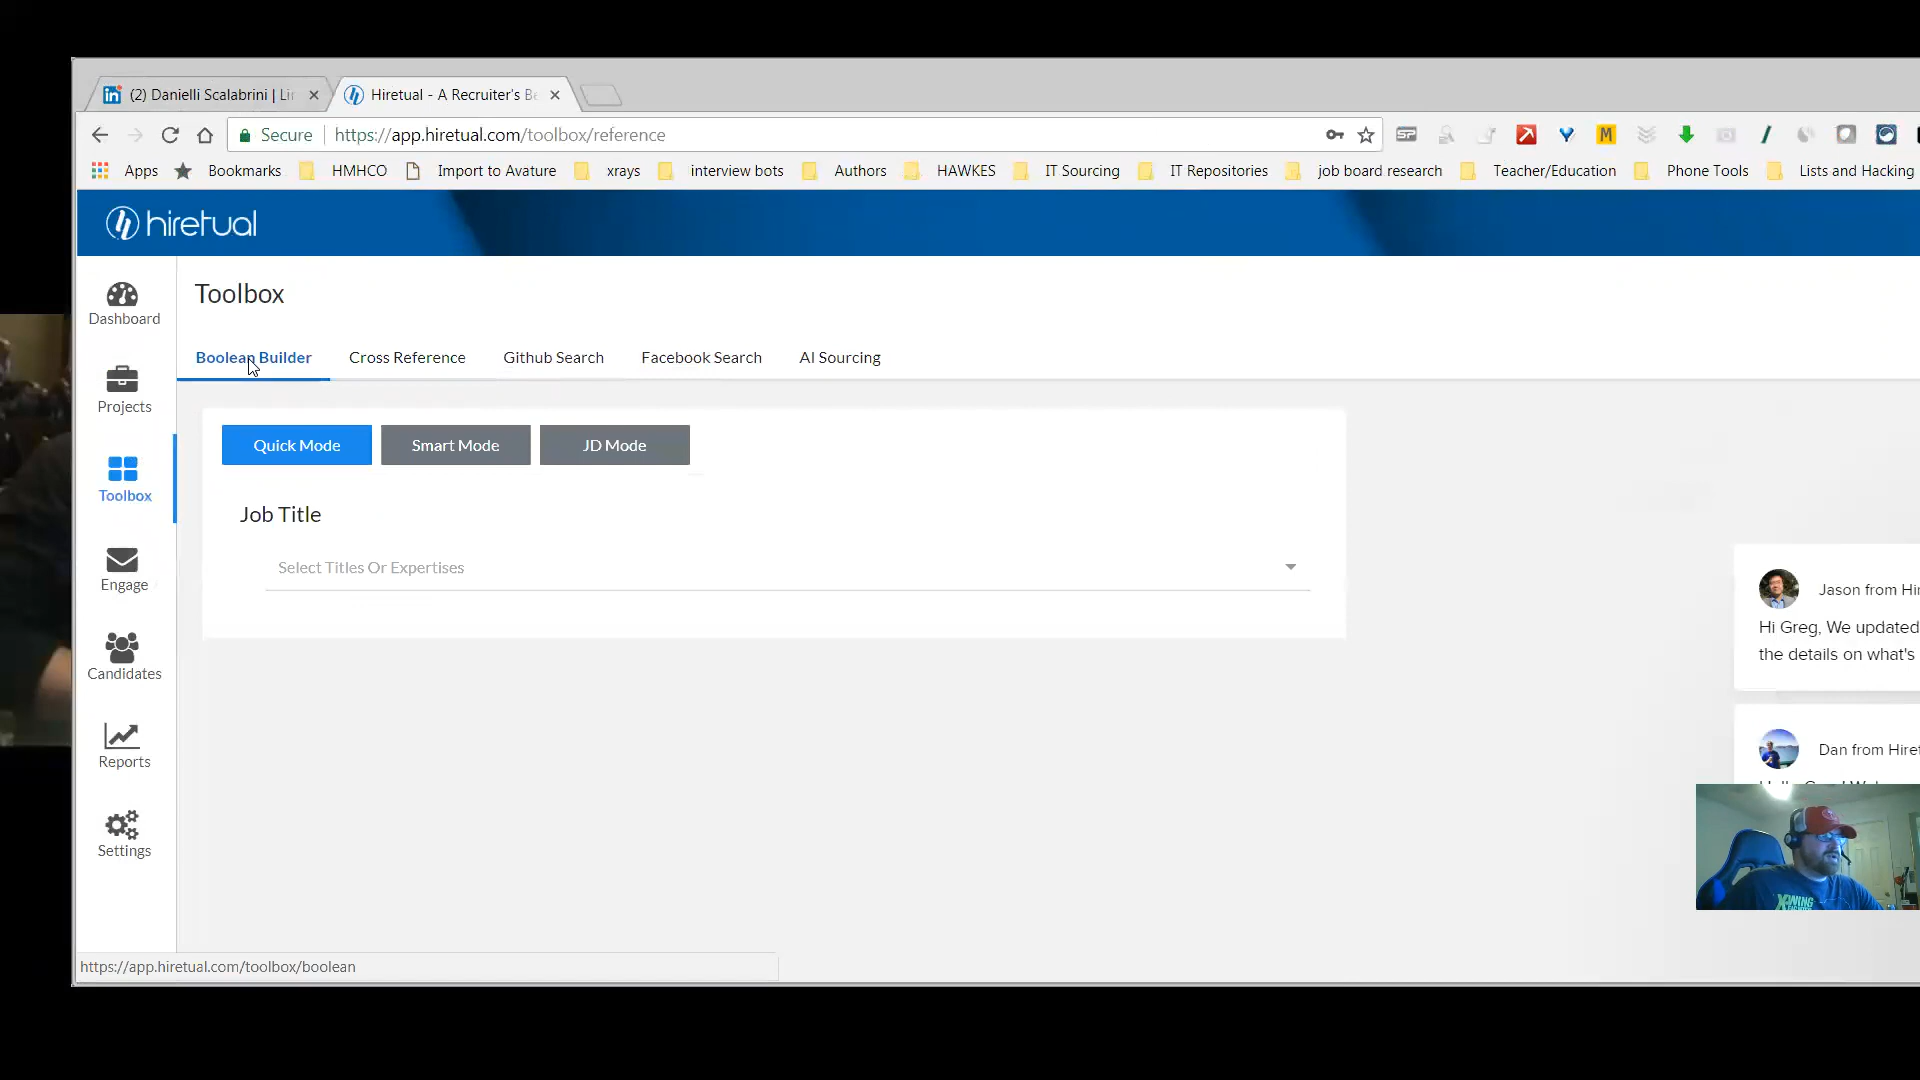 (2) Danielli Scalabrini | Lin
Hiretual - A Recruiter's Be
Secure
https://app.hiretual.com/toolbox/reference
Apps
Bookmarks
HMHCO
Import to Avature
xrays
interview bots
Authors
HAWKES
IT Sourcing
IT Repositories
job board research
Teacher/Education
Phone Tools
Lists and Hacking
hiretual
Dashboard
Projects
Toolbox
Engage
Candidates
Reports
Settings
Toolbox
Boolean Builder
Cross Reference
Github Search
Facebook Search
AI Sourcing
Quick Mode
Smart Mode
JD Mode
Job Title
Select Titles Or Expertises
Jason from Hir
Hi Greg, We updated
the details on what's
Dan from Hiret
https://app.hiretual.com/toolbox/boolean